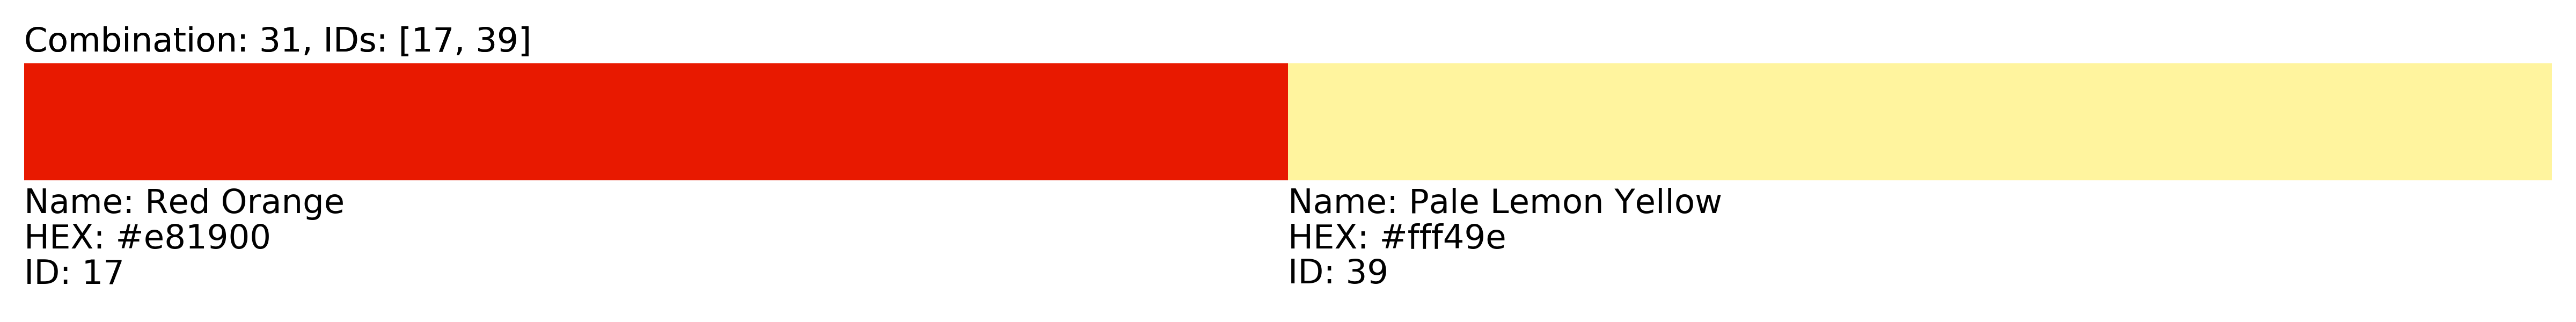 Combination: 31, IDs: [17, 39]
Name: Red Orange
HEX: #e81900
ID: 17
Name: Pale Lemon Yellow
HEX: #fff49e
ID: 39